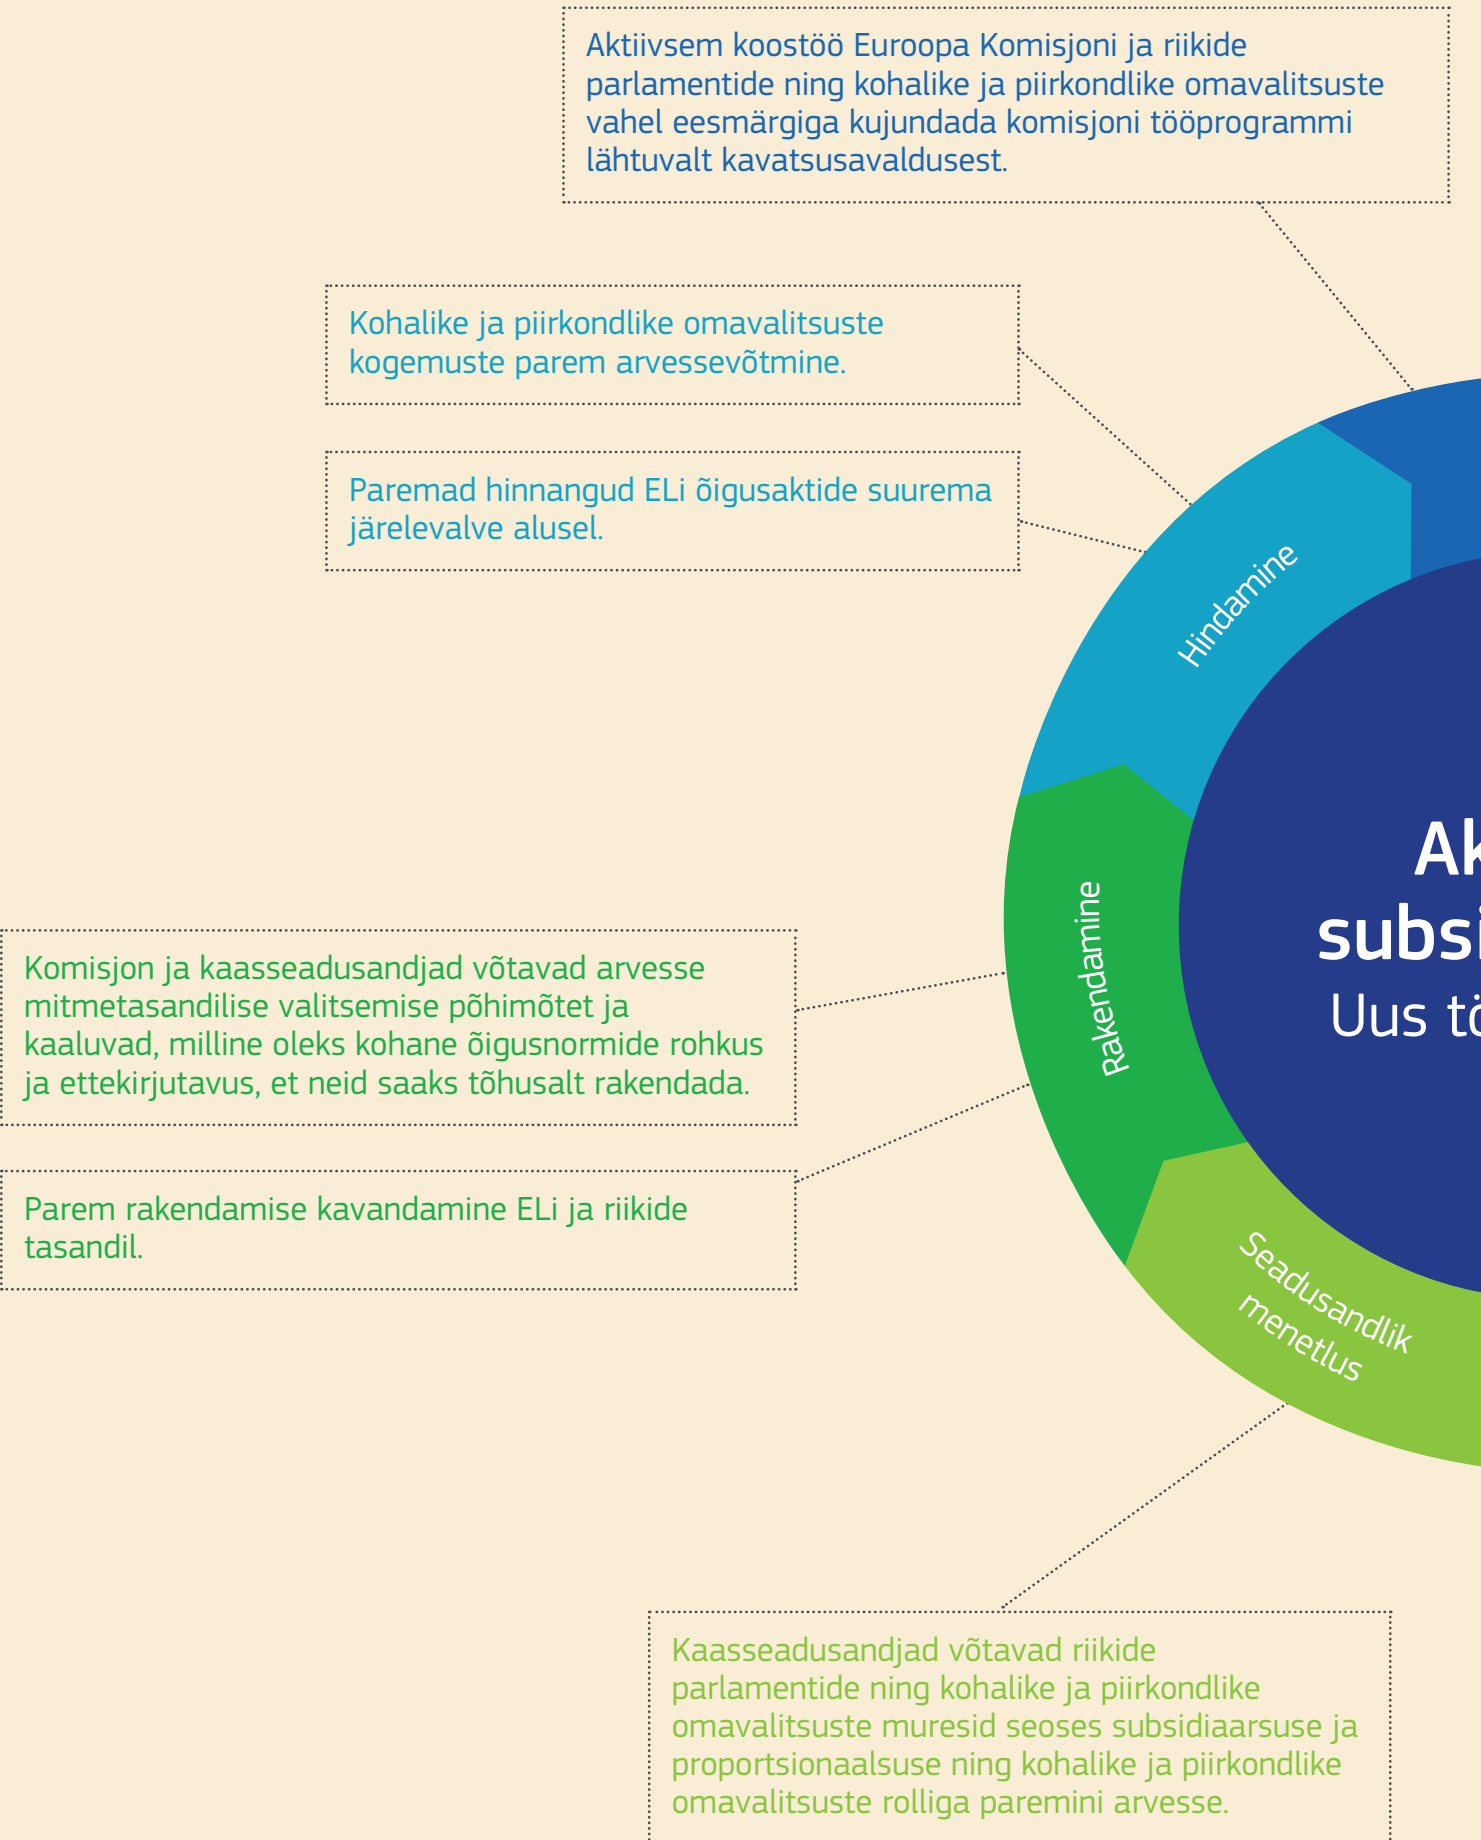 Aktiivsem koostöö Euroopa Komisjoni ja riikide
parlamentide ning kohalike ja piirkondlike omavalitsuste
vahel eesmärgiga kujundada komisjoni tööprogrammi
lähtuvalt kavatsusavaldusest.
Kohalike ja piirkondlike omavalitsuste
kogemuste parem arvessevõtmine.
Paremad hinnangud ELi õigusaktide suurema
järelevalve alusel.
Hindamine
Rakendamine
Komisjon ja kaasseadusandjad võtavad arvesse
mitmetasandilise valitsemise põhimõtet ja
kaaluvad, milline oleks kohane õigusnormide rohkus
ja ettekirjutavus, et neid saaks tõhusalt rakendada.
Parem rakendamise kavandamine ELi ja riikide
tasandil.
Uus
Seadusandlik
menetlus
Kaasseadusandjad võtavad riikide
parlamentide ning kohalike ja piirkondlike
omavalitsuste muresid seoses subsidiaarsuse ja
proportsionaalsuse ning kohalike ja piirkondlike
omavalitsuste rolliga paremini arvesse.